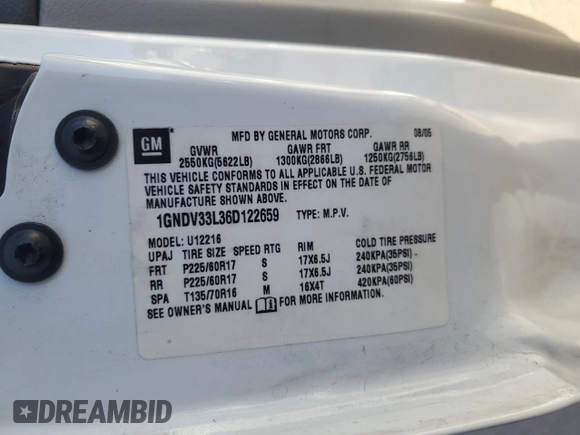 GM
MFD BY GENERAL MOTORS CORP. 08/05
GVWR GAWR FRT GAWR RR
2550KG(5622LB) 1300KG(2866LB) 1250KG(2756LB)
THIS VEHICLE CONFORMS TO ALL APPLICABLE U.S. FEDERAL MOTOR
VEHICLE SAFETY STANDARDS IN EFFECT ON THE DATE OF
MANUFACTURE SHOWN ABOVE.
1GNDV33L36D122659 TYPE: M.P.V.
MODEL: U12216
UPAJ TIRE SIZE SPEED RTG RIM COLD TIRE PRESSURE
FRT P225/60R17 S 17X6.5J 240KPA(35PSI)
RR P225/60R17 S 17X6.5J 240KPA(35PSI)
SPA T135/70R16 M 16X4T 420KPA(60PSI)
SEE OWNER'S MANUAL FOR MORE INFORMATION.
DREAMBID